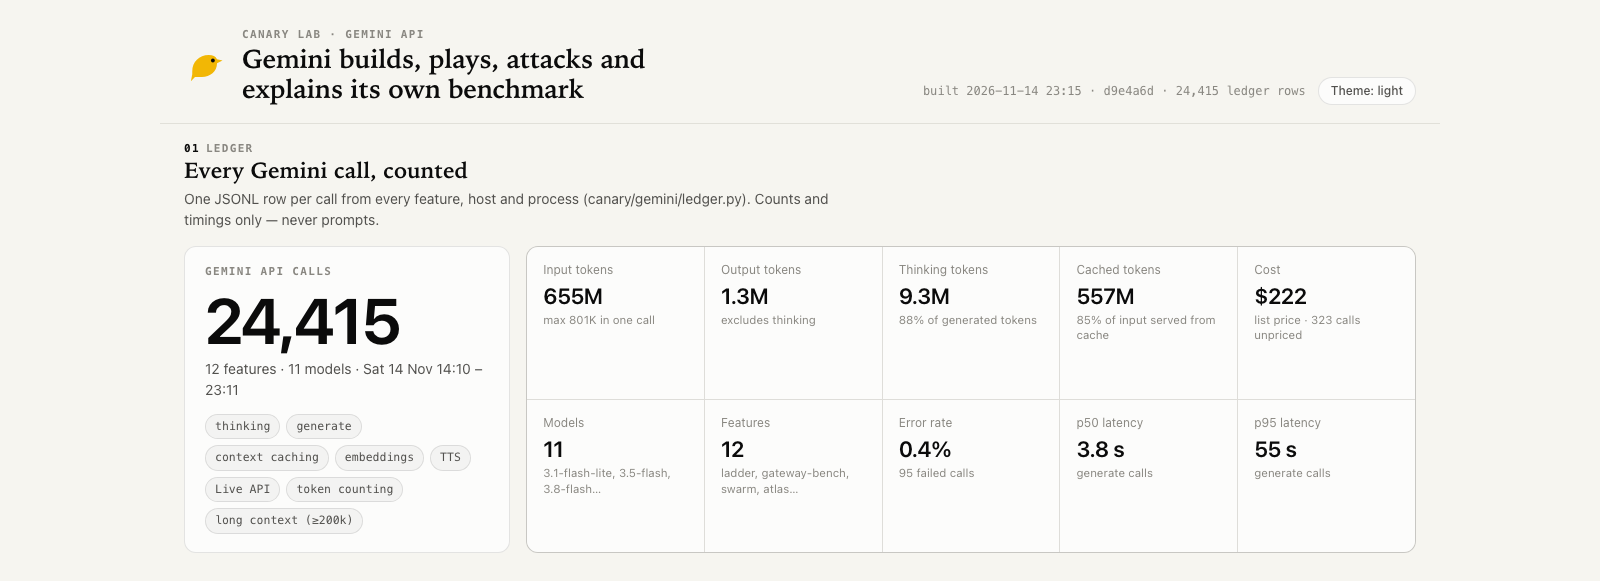 CANARY LAB · GEMINI API
Gemini builds, plays, attacks and
explains its own benchmark
built 2026-11-14 23:15 · d9e4a6d · 24,415 ledger rows
Theme: light
01 LEDGER
Every Gemini call, counted
One JSONL row per call from every feature, host and process (canary/gemini/ledger.py). Counts and
timings only — never prompts.
GEMINI API CALLS
24,415
12 features · 11 models · Sat 14 Nov 14:10 –
23:11
thinking
generate
context caching
embeddings
TTS
Live API
token counting
long context (≥200k)
Input tokens
655M
max 801K in one call
Output tokens
1.3M
excludes thinking
Thinking tokens
9.3M
88% of generated tokens
Cached tokens
557M
85% of input served from
cache
Cost
$222
list price · 323 calls
unpriced
Models
11
3.1-flash-lite, 3.5-flash,
3.8-flash…
Features
12
ladder, gateway-bench,
swarm, atlas…
Error rate
0.4%
95 failed calls
p50 latency
3.8 s
generate calls
p95 latency
55 s
generate calls